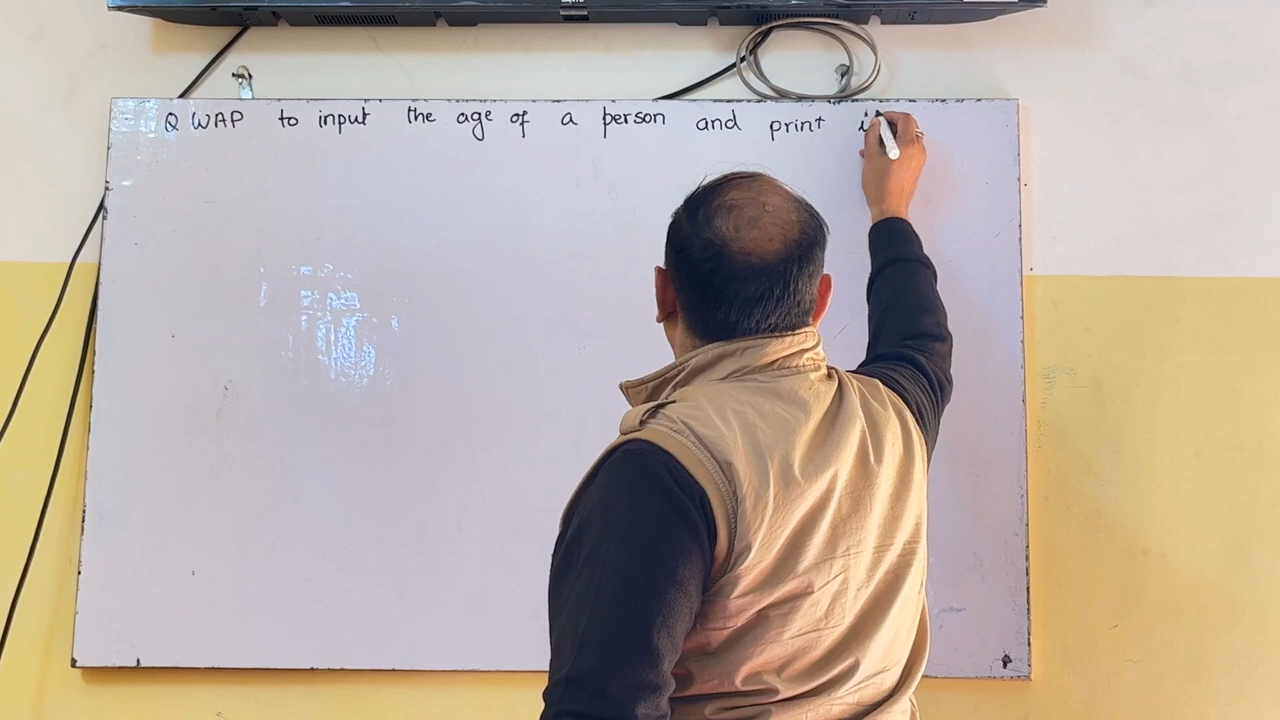 Q WAP to input the age of a person and print